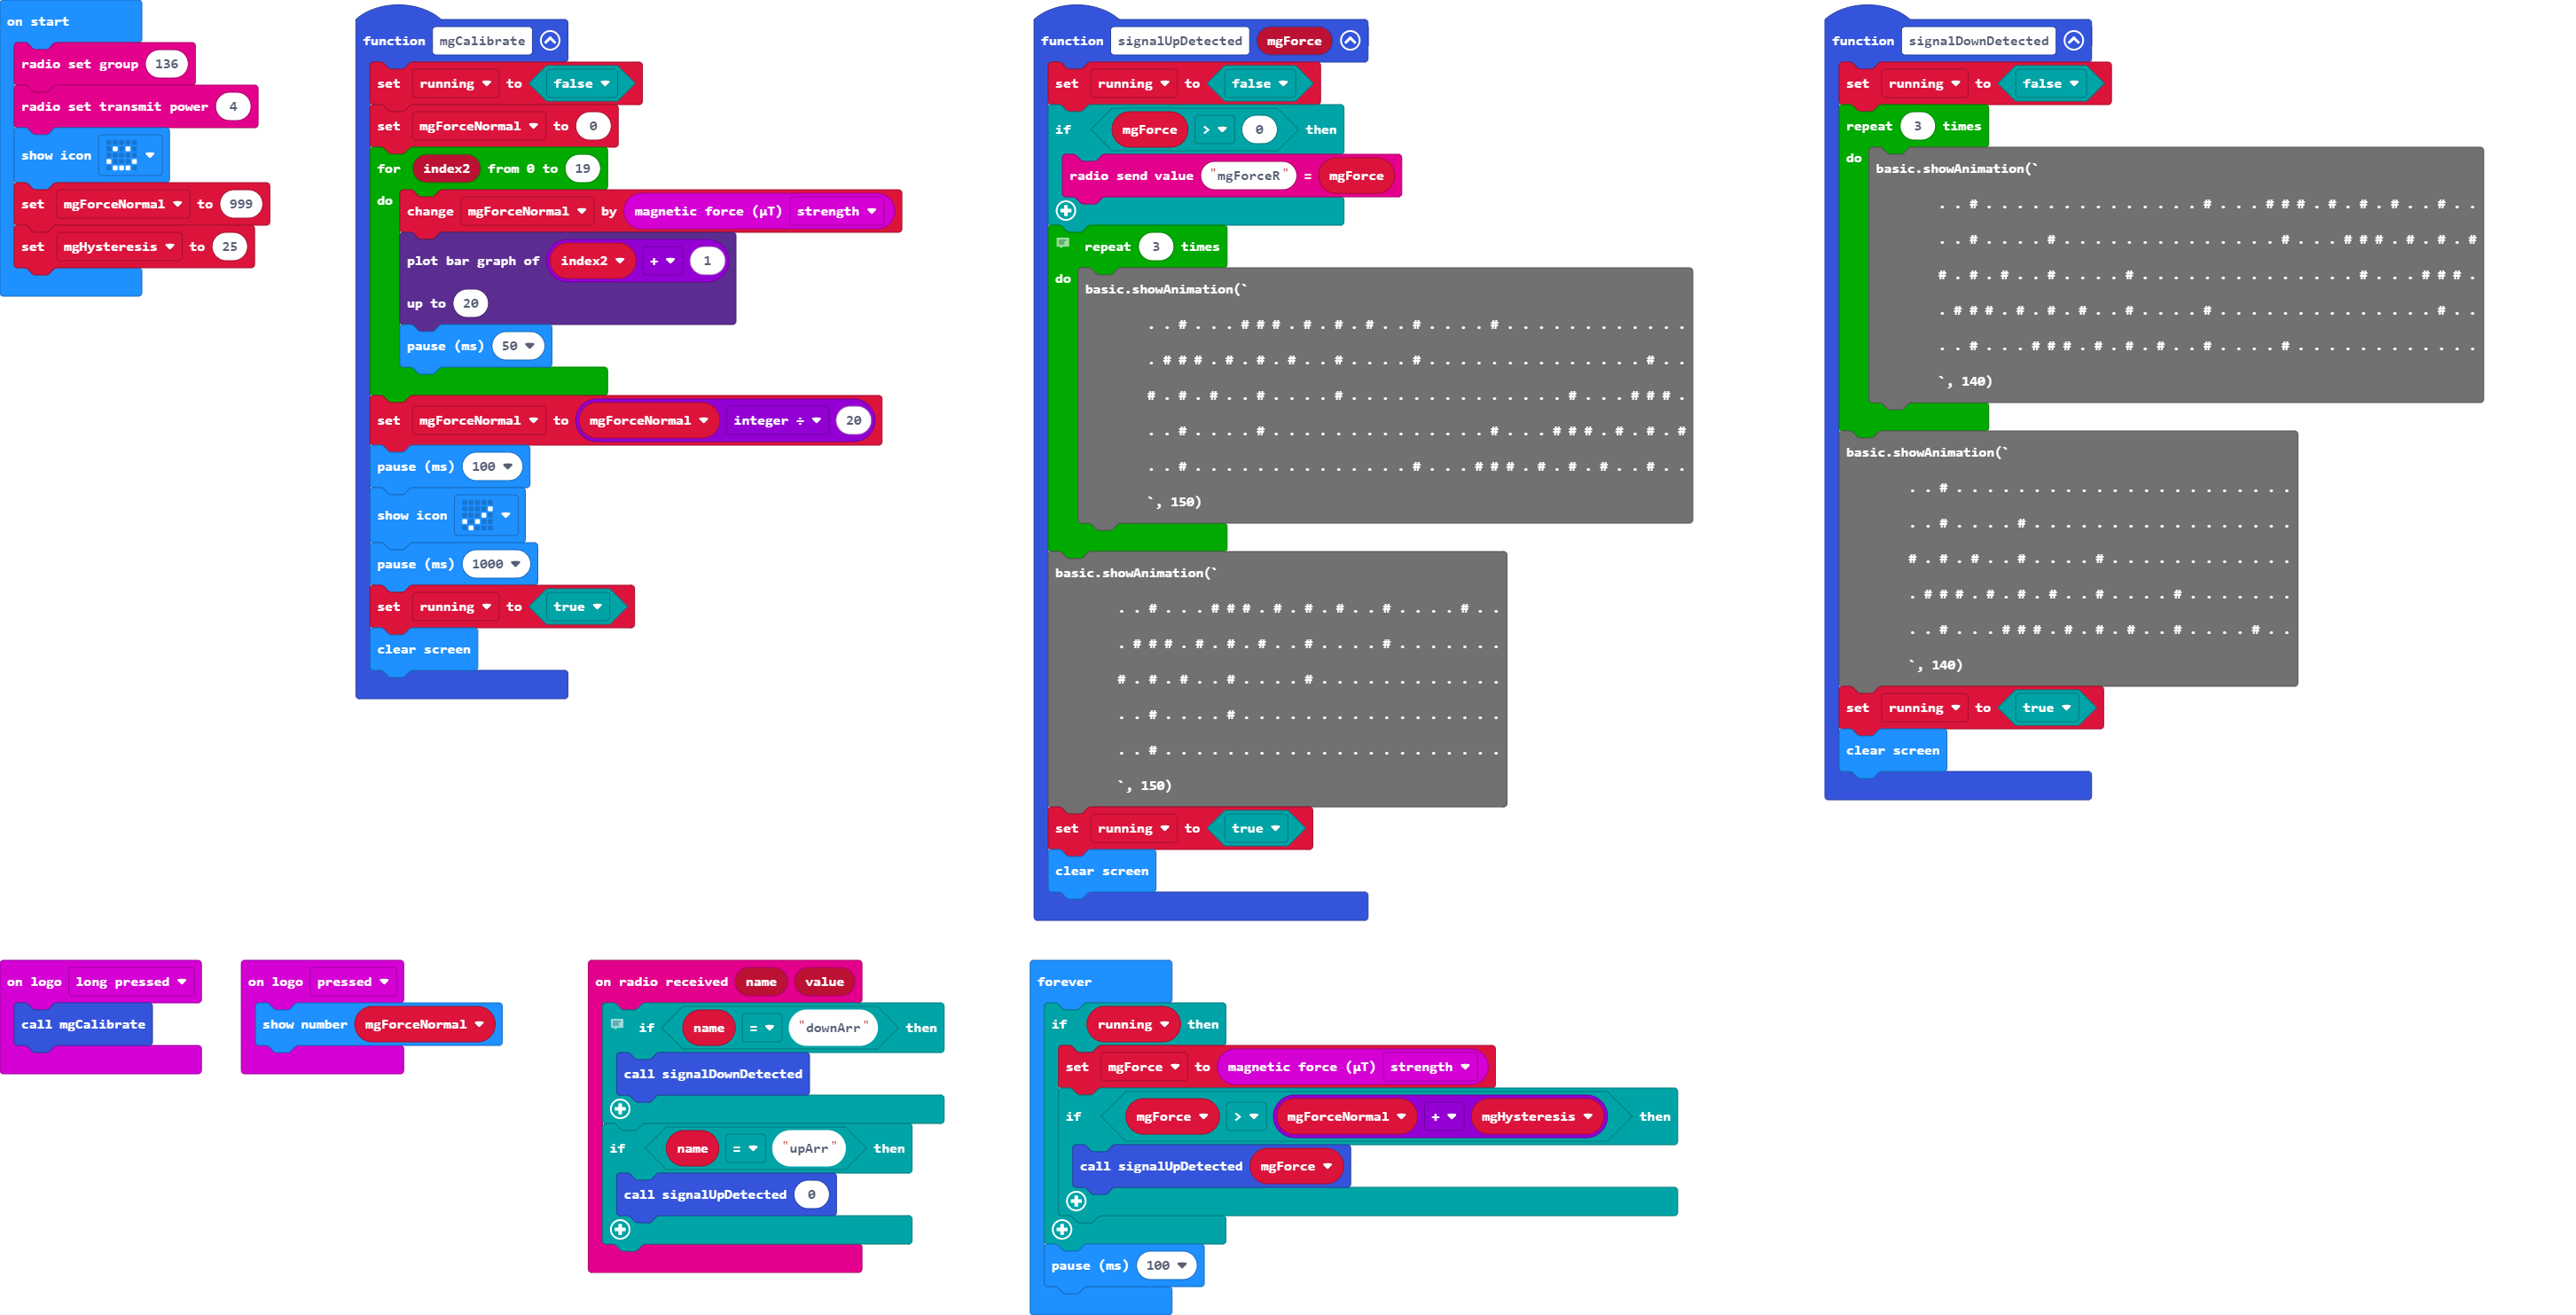 on start
radio set group 136
radio set transmit power 4
show icon
set mgForceNormal to 999
set mgHysteresis to 25
function mgCalibrate
set running to false
set mgForceNormal to 0
for index2 from 0 to 19
do change mgForceNormal by magnetic force (µT) strength
plot bar graph of index2 + 1
up to 20
pause (ms) 50
set mgForceNormal to mgForceNormal integer ÷ 20
pause (ms) 100
show icon
pause (ms) 1000
set running to true
clear screen
function signalUpDetected mgForce
set running to false
if mgForce > 0 then
radio send value "mgForceR" = mgForce
repeat 3 times
do basic.showAnimation(`
. . # . . . # # # . # . # . # . . # . . . . # . . . . . . . . . . . .
. # # # . # . # . # . . # . . . . # . . . . . . . . . . . . . . # . .
# . # . # . . # . . . . # . . . . . . . . . . . . . . # . . . # # # .
. . # . . . . # . . . . . . . . . . . . . . # . . . # # # . # . # . #
. . # . . . . . . . . . . . . . . # . . . # # # . # . # . # . . # . .
`, 150)
basic.showAnimation(`
. . # . . . # # # . # . # . # . . # . . . . # . .
. # # # . # . # . # . . # . . . . # . . . . . . .
# . # . # . . # . . . . # . . . . . . . . . . . .
. . # . . . . # . . . . . . . . . . . . . . . . .
. . # . . . . . . . . . . . . . . . . . . . . . .
`, 150)
set running to true
clear screen
function signalDownDetected
set running to false
repeat 3 times
do basic.showAnimation(`
. . # . . . . . . . . . . . . . . # . . . # # # . # . # . # . . # . .
. . # . . . . # . . . . . . . . . . . . . . # . . . # # # . # . # . #
# . # . # . . # . . . . # . . . . . . . . . . . . . . # . . . # # # .
. # # # . # . # . # . . # . . . . # . . . . . . . . . . . . . . # . .
. . # . . . # # # . # . # . # . . # . . . . # . . . . . . . . . . . .
`, 140)
basic.showAnimation(`
. . # . . . . . . . . . . . . . . . . . . . . . .
. . # . . . . # . . . . . . . . . . . . . . . . .
# . # . # . . # . . . . # . . . . . . . . . . . .
. # # # . # . # . # . . # . . . . # . . . . . . .
. . # . . . # # # . # . # . # . . # . . . . # . .
`, 140)
set running to true
clear screen
on logo long pressed
call mgCalibrate
on logo pressed
show number mgForceNormal
on radio received name value
if name = "downArr" then
call signalDownDetected
if name = "upArr" then
call signalUpDetected 0
forever
if running then
set mgForce to magnetic force (µT) strength
if mgForce > mgForceNormal + mgHysteresis then
call signalUpDetected mgForce
pause (ms) 100